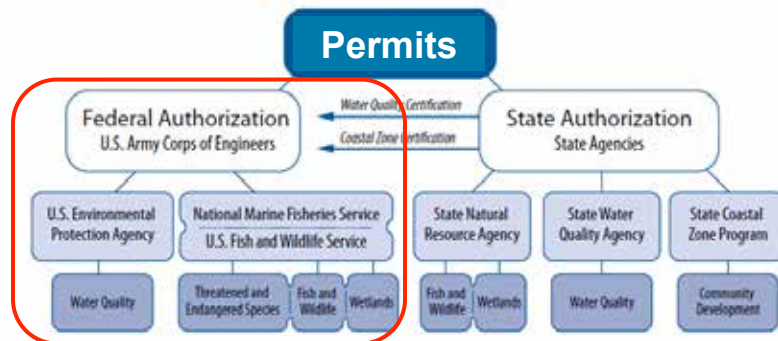 Permits
Federal Authorization
U.S. Army Corps of Engineers
Water Quality Certification
Coastal Zone Certification
State Authorization
State Agencies
U.S. Environmental
Protection Agency
National Marine Fisheries Service
U.S. Fish and Wildlife Service
State Natural
Resource Agency
State Water
Quality Agency
State Coastal
Zone Program
Water Quality
Threatened and
Endangered Species
Fish and
Wildlife
Wetlands
Fish and
Wildlife
Wetlands
Water Quality
Community
Development